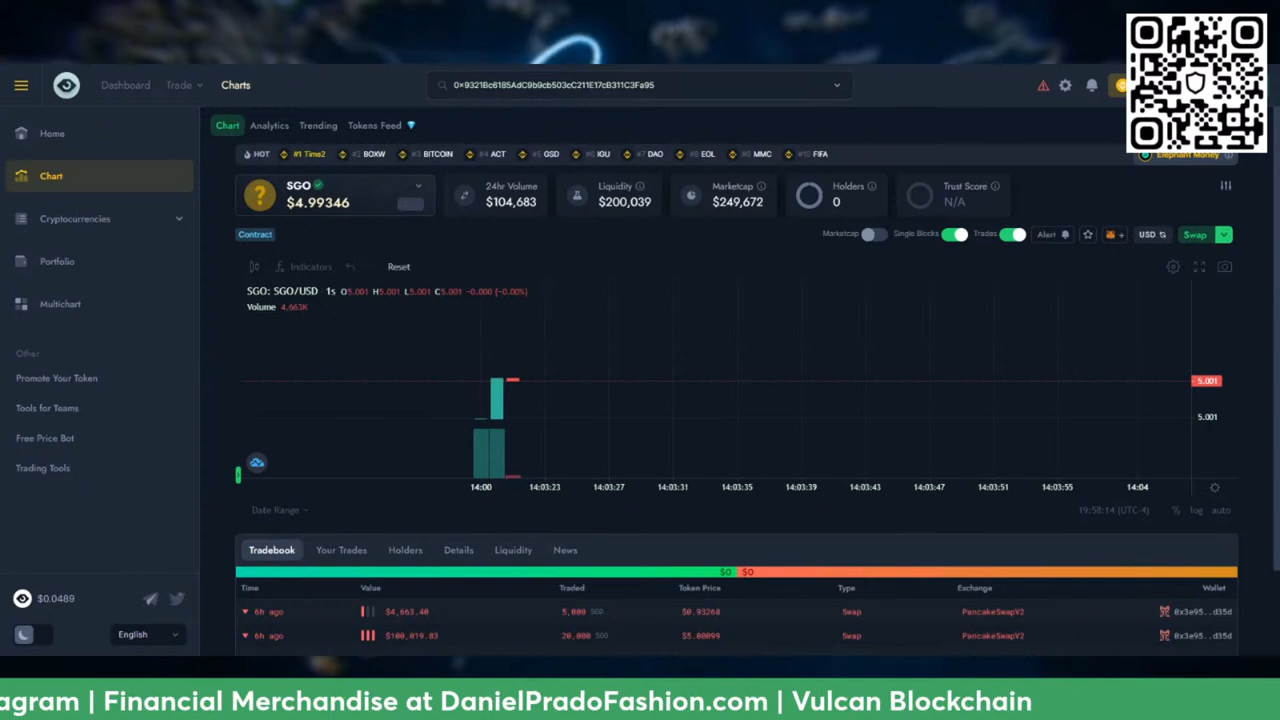 Dashboard Trade Charts 0x9321Bc6185AdC9b9cb503cC211E17cB311C3Fa95
Home
Chart
Cryptocurrencies
Portfolio
Multichart
Other
Promote Your Token
Tools for Teams
Free Price Bot
Trading Tools
$0.0489
English
Chart Analytics Trending Tokens Feed
HOT #1 Time2 #2 BOXW #3 BITCOIN #4 ACT #5 GSD #6 IGU #7 DAO #8 EOL #9 MMC #10 FIFA Elephant Money
SGO
$4.99346
24hr Volume
$104,683
Liquidity
$200,039
Marketcap
$249,672
Holders
0
Trust Score
N/A
Contract
Marketcap Single Blocks Trades Alert USD Swap
Indicators Reset
SGO: SGO/USD 1s O5.001 H5.001 L5.001 C5.001 -0.000 (-0.00%)
Volume 4.663K
5.001
5.001
14:00 14:03:23 14:03:27 14:03:31 14:03:35 14:03:39 14:03:43 14:03:47 14:03:51 14:03:55 14:04
Date Range 19:58:14 (UTC-4) % log auto
Tradebook Your Trades Holders Details Liquidity News
$0 $0
Time Value Traded Token Price Type Exchange Wallet
6h ago $4,663.40 5,000 SGO $0.93268 Swap PancakeSwapV2 0x3e95..d35d
6h ago $100,019.83 20,000 SGO $5.00099 Swap PancakeSwapV2 0x3e95..d35d
agram | Financial Merchandise at DanielPradoFashion.com | Vulcan Blockchain